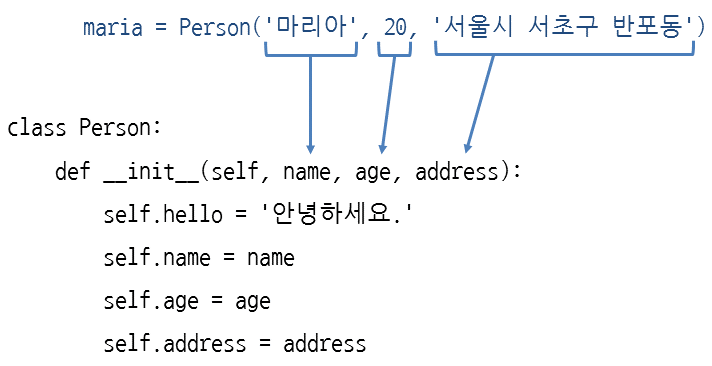 maria = Person('마리아', 20, '서울시 서초구 반포동')
class Person:
    def __init__(self, name, age, address):
        self.hello = '안녕하세요.'
        self.name = name
        self.age = age
        self.address = address